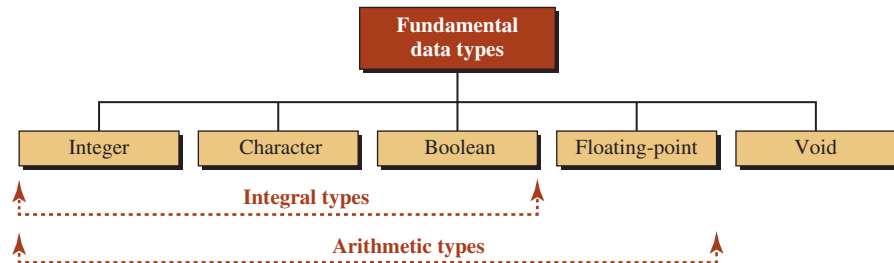 Fundamental
data types
Integer
Character
Boolean
Floating-point
Void
Integral types
Arithmetic types